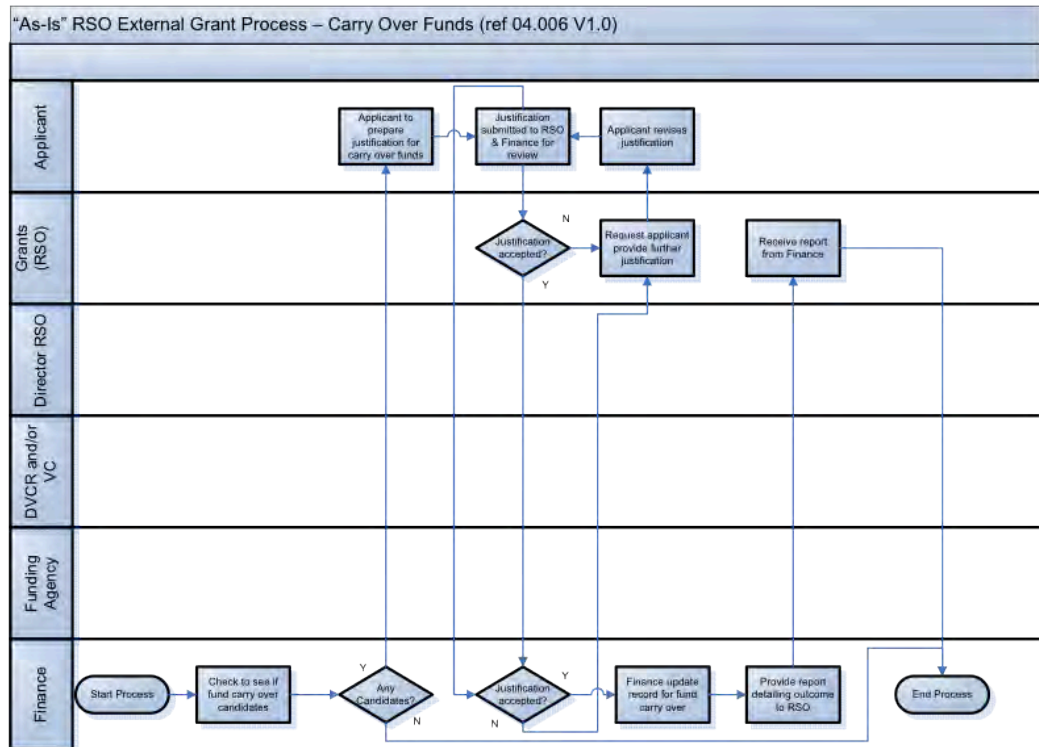 “As-Is” RSO External Grant Process – Carry Over Funds (ref 04.006 V1.0)
Applicant
Applicant to
prepare
justification for
carry over funds
Justification
submitted to RSO
& Finance for
review
Applicant revises
justification
Grants
(RSO)
Justification
accepted?
N
Y
Request applicant
provide further
justification
Receive report
from Finance
Director RSO
DVCR and/or
VC
Funding
Agency
Finance
Start Process
Check to see if
fund carry over
candidates
Y
Any
Candidates?
N
Justification
accepted?
Y
N
Finance update
record for fund
carry over
Provide report
detailing outcome
to RSO
End Process